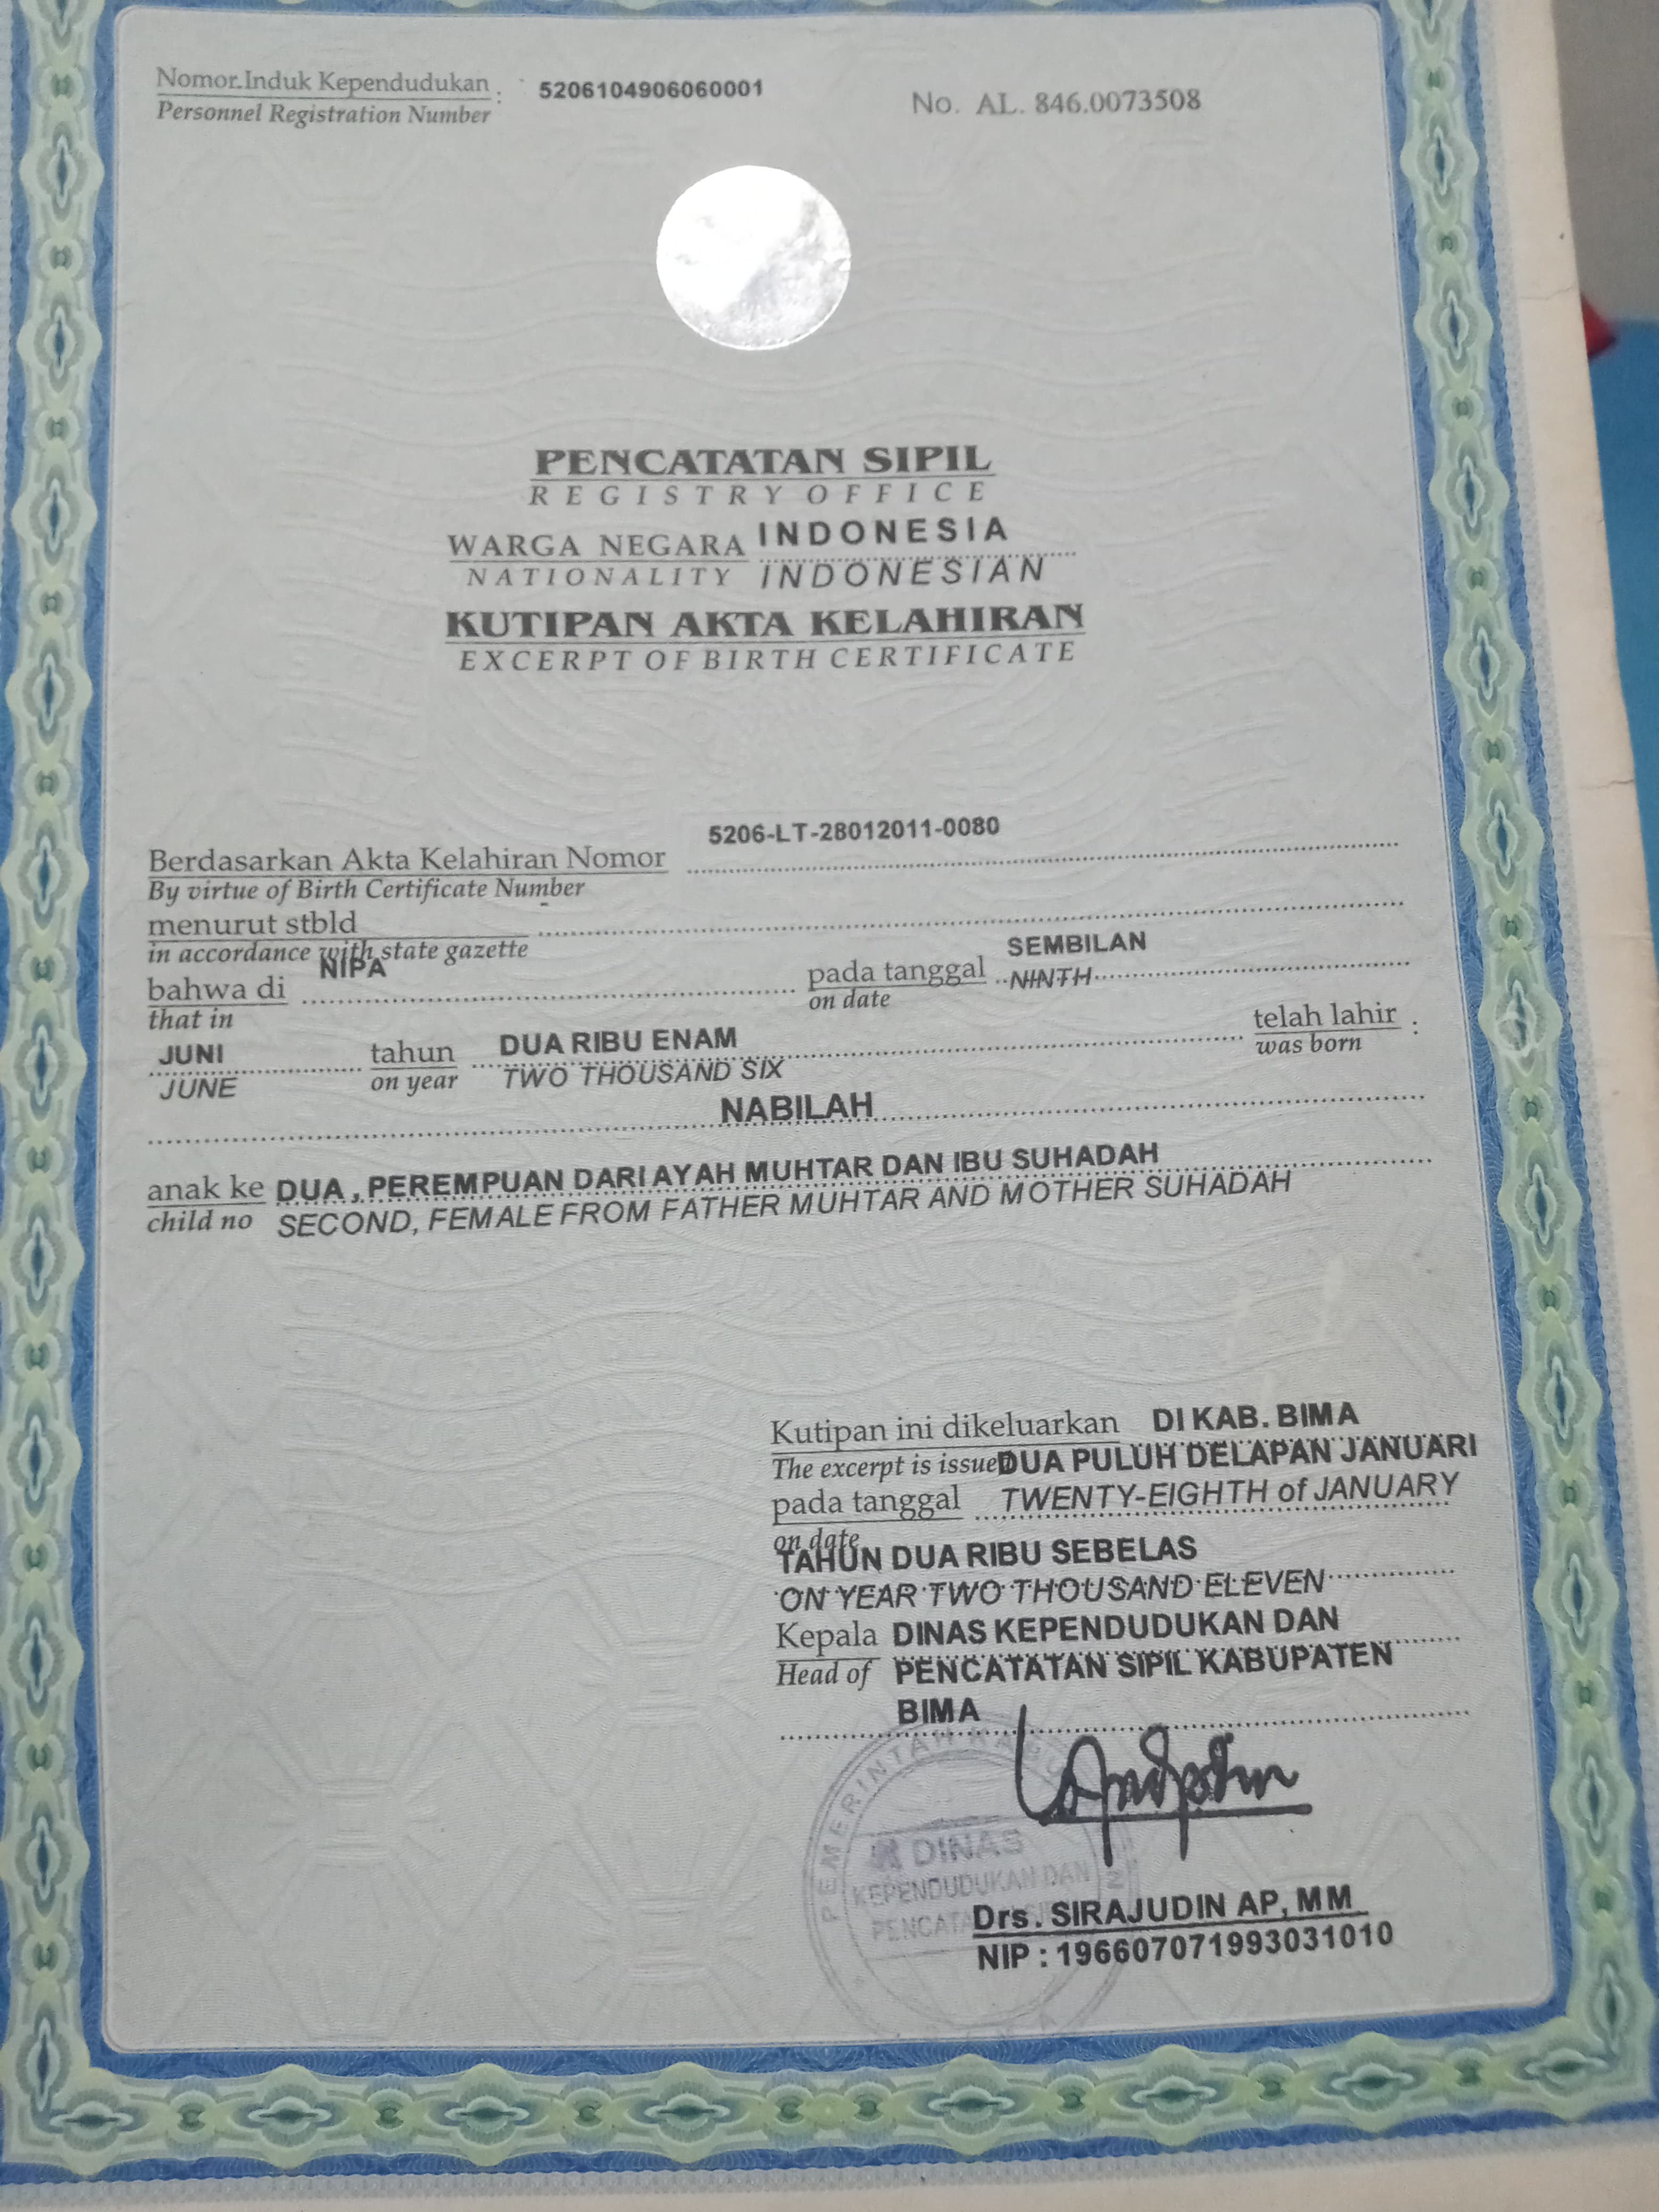 Nomor Induk Kependudukan : 5206104906060001
Personnel Registration Number
No. AL. 846.0073508
PENCATATAN SIPIL
REGISTRY OFFICE
WARGA NEGARA INDONESIA
NATIONALITY INDONESIAN
KUTIPAN AKTA KELAHIRAN
EXCERPT OF BIRTH CERTIFICATE
5206-LT-28012011-0080
Berdasarkan Akta Kelahiran Nomor
By virtue of Birth Certificate Number
menurut stbld -
in accordance with state gazette
NIPA SEMBILAN
bahwa di pada tanggal NINTH
that in on date
JUNI tahun DUA RIBU ENAM telah lahir :
JUNE on year TWO THOUSAND SIX was born
NABILAH
anak ke DUA , PEREMPUAN DARI AYAH MUHTAR DAN IBU SUHADAH
child no SECOND, FEMALE FROM FATHER MUHTAR AND MOTHER SUHADAH
Kutipan ini dikeluarkan DI KAB. BIMA
The excerpt is issued DUA PULUH DELAPAN JANUARI
pada tanggal TWENTY-EIGHTH of JANUARY
on date
TAHUN DUA RIBU SEBELAS
ON YEAR TWO THOUSAND ELEVEN
Kepala DINAS KEPENDUDUKAN DAN
Head of PENCATATAN SIPIL KABUPATEN
BIMA
PEMERINTAH
DINAS
KEPENDUDUKAN DAN
Drs. SIRAJUDIN AP, MM
NIP : 196607071993031010